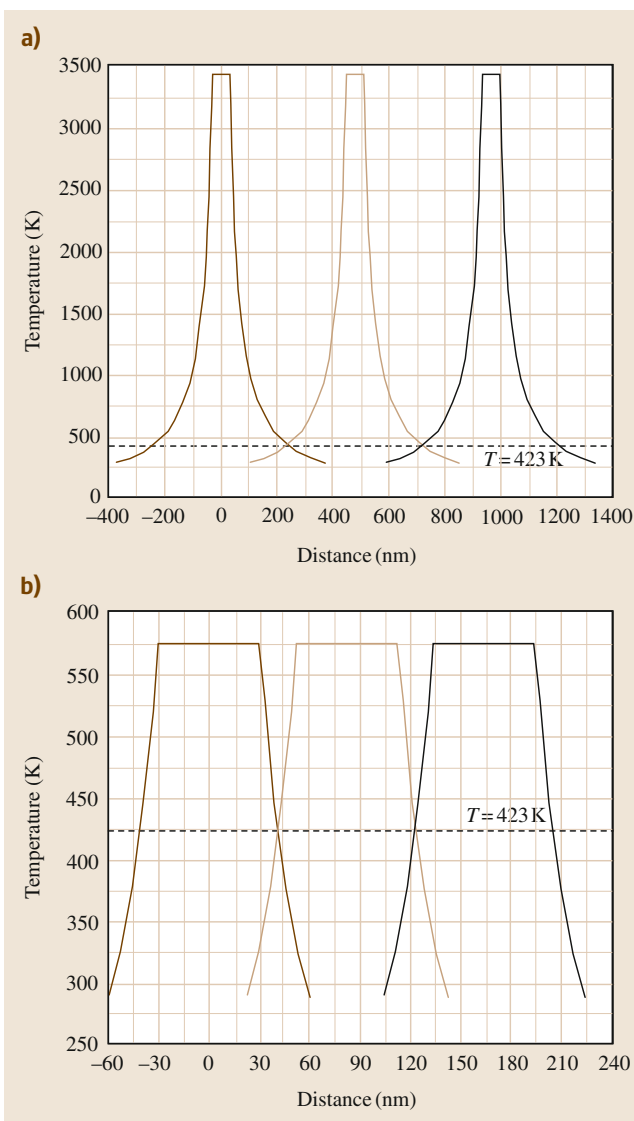 a)
Temperature (K)
3500
3000
2500
2000
1500
1000
500
0
T = 423 K
–400 –200 0 200 400 600 800 1000 1200 1400
Distance (nm)
b)
Temperature (K)
600
550
500
450
400
350
300
250
T = 423 K
–60 –30 0 30 60 90 120 150 180 210 240
Distance (nm)